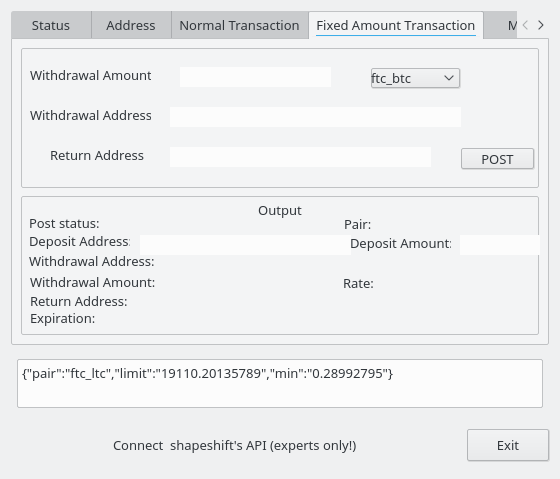 Status Address Normal Transaction Fixed Amount Transaction M
Withdrawal Amount ftc_btc
Withdrawal Address
Return Address POST
Output
Post status: Pair:
Deposit Address: Deposit Amount:
Withdrawal Address:
Withdrawal Amount: Rate:
Return Address:
Expiration:
{"pair":"ftc_ltc","limit":"19110.20135789","min":"0.28992795"}
Connect shapeshift's API (experts only!) Exit